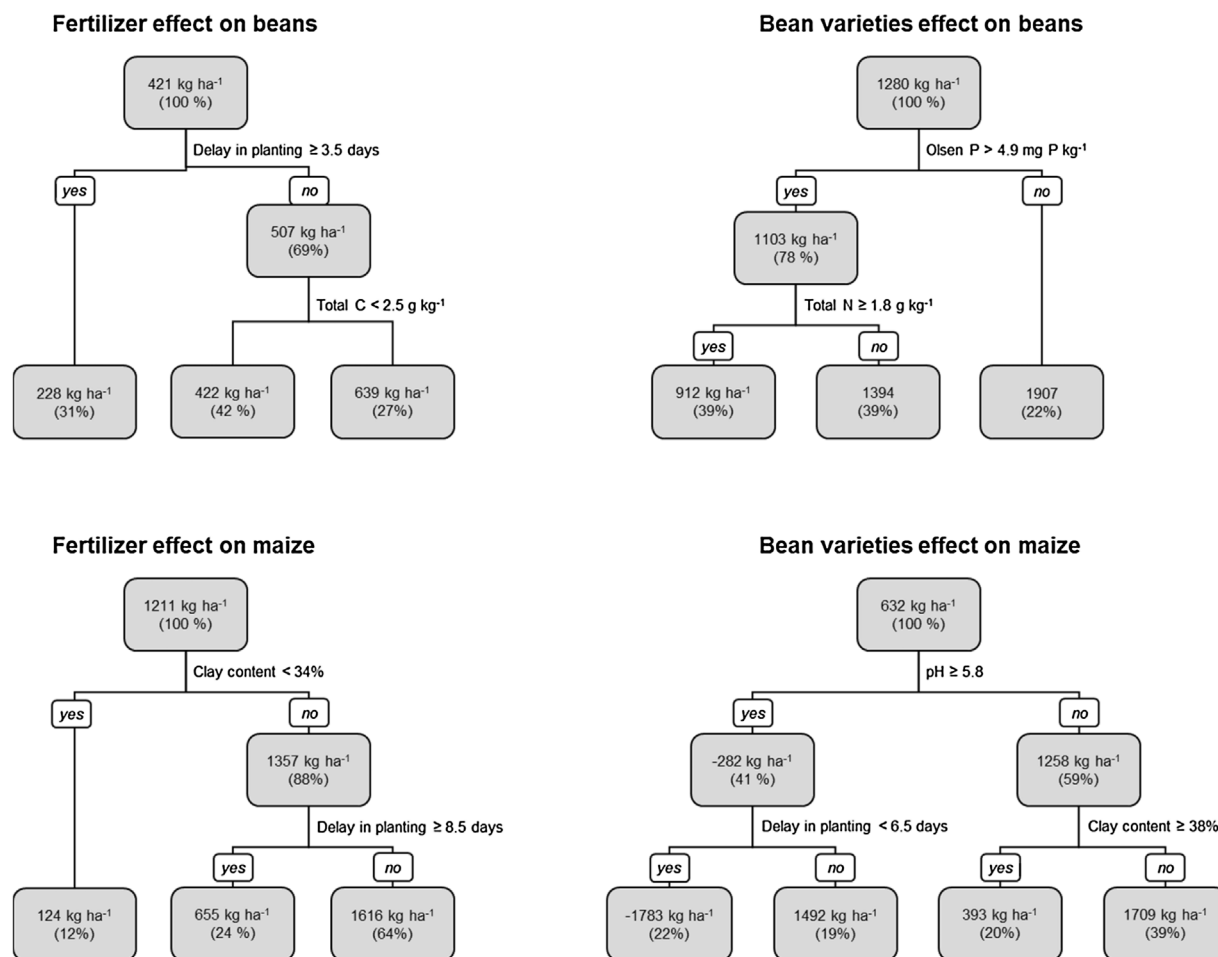 Fertilizer effect on beans
421 kg ha⁻¹
(100 %)
Delay in planting ≥ 3.5 days
yes
no
507 kg ha⁻¹
(69%)
Total C < 2.5 g kg⁻¹
228 kg ha⁻¹
(31%)
422 kg ha⁻¹
(42 %)
639 kg ha⁻¹
(27%)
Bean varieties effect on beans
1280 kg ha⁻¹
(100 %)
Olsen P > 4.9 mg P kg⁻¹
yes
no
1103 kg ha⁻¹
(78 %)
Total N ≥ 1.8 g kg⁻¹
yes
no
912 kg ha⁻¹
(39%)
1394
(39%)
1907
(22%)
Fertilizer effect on maize
1211 kg ha⁻¹
(100 %)
Clay content < 34%
yes
no
1357 kg ha⁻¹
(88%)
Delay in planting ≥ 8.5 days
yes
no
124 kg ha⁻¹
(12%)
655 kg ha⁻¹
(24 %)
1616 kg ha⁻¹
(64%)
Bean varieties effect on maize
632 kg ha⁻¹
(100 %)
pH ≥ 5.8
yes
no
-282 kg ha⁻¹
(41 %)
1258 kg ha⁻¹
(59%)
Delay in planting < 6.5 days
Clay content ≥ 38%
yes
no
yes
no
-1783 kg ha⁻¹
(22%)
1492 kg ha⁻¹
(19%)
393 kg ha⁻¹
(20%)
1709 kg ha⁻¹
(39%)